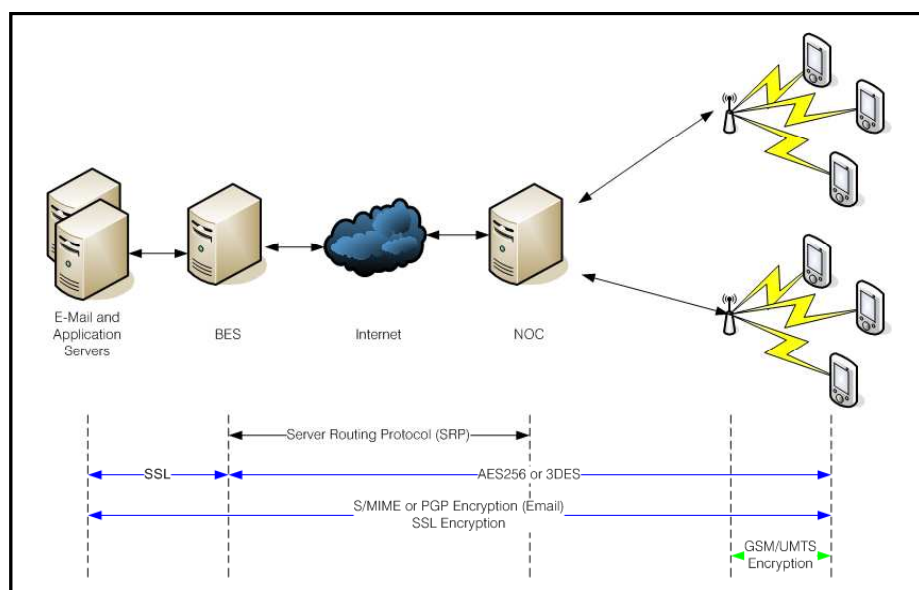 E-Mail and
Application
Servers
BES
Internet
NOC
Server Routing Protocol (SRP)
SSL
AES256 or 3DES
S/MIME or PGP Encryption (Email)
SSL Encryption
GSM/UMTS
Encryption